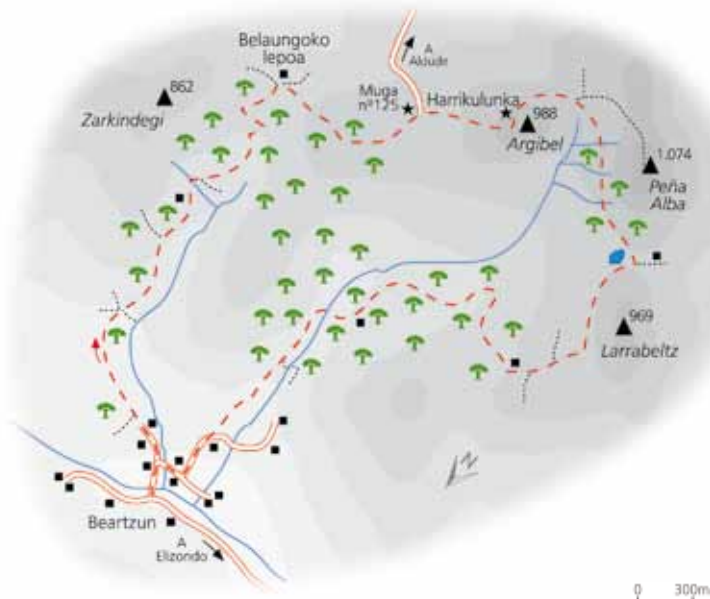 Belaungoko
lepoa
A
Aldude
862
Zarkindegi
Muga
nº125
Harrikulunka
988
Argibel
1.074
Peña
Alba
969
Larrabeltz
N
Beartzun
A
Elizondo
0 300m